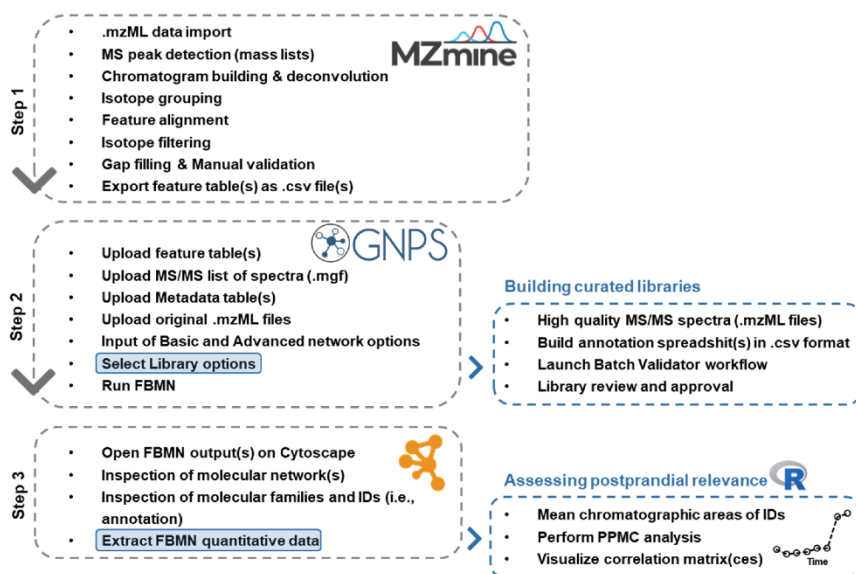 Step 1
• .mzML data import
• MS peak detection (mass lists)
• Chromatogram building & deconvolution
• Isotope grouping
• Feature alignment
• Isotope filtering
• Gap filling & Manual validation
• Export feature table(s) as .csv file(s)
MZmine
Step 2
GNPS
• Upload feature table(s)
• Upload MS/MS list of spectra (.mgf)
• Upload Metadata table(s)
• Upload original .mzML files
• Input of Basic and Advanced network options
• Select Library options
• Run FBMN
Building curated libraries
• High quality MS/MS spectra (.mzML files)
• Build annotation spreadshit(s) in .csv format
• Launch Batch Validator workflow
• Library review and approval
Step 3
• Open FBMN output(s) on Cytoscape
• Inspection of molecular network(s)
• Inspection of molecular families and IDs (i.e.,
annotation)
• Extract FBMN quantitative data
Assessing postprandial relevance
R
• Mean chromatographic areas of IDs
• Perform PPMC analysis
• Visualize correlation matrix(ces)
Time